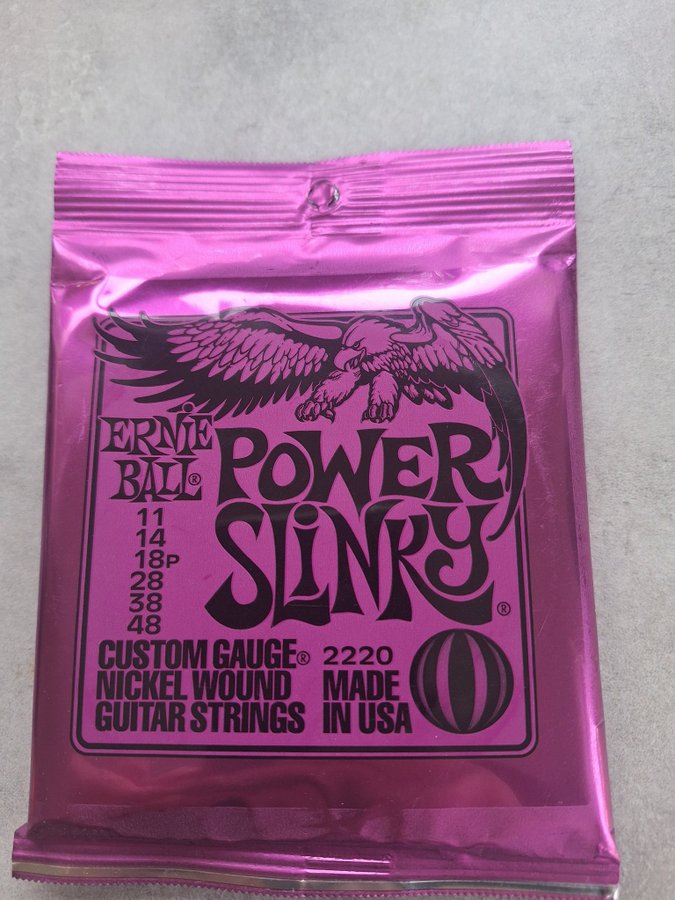 ERNiE
BALL®
POWER
SLiNKY®
11
14
18P
28
38
48
CUSTOM GAUGE®
NICKEL WOUND
GUITAR STRINGS
2220
MADE
IN USA